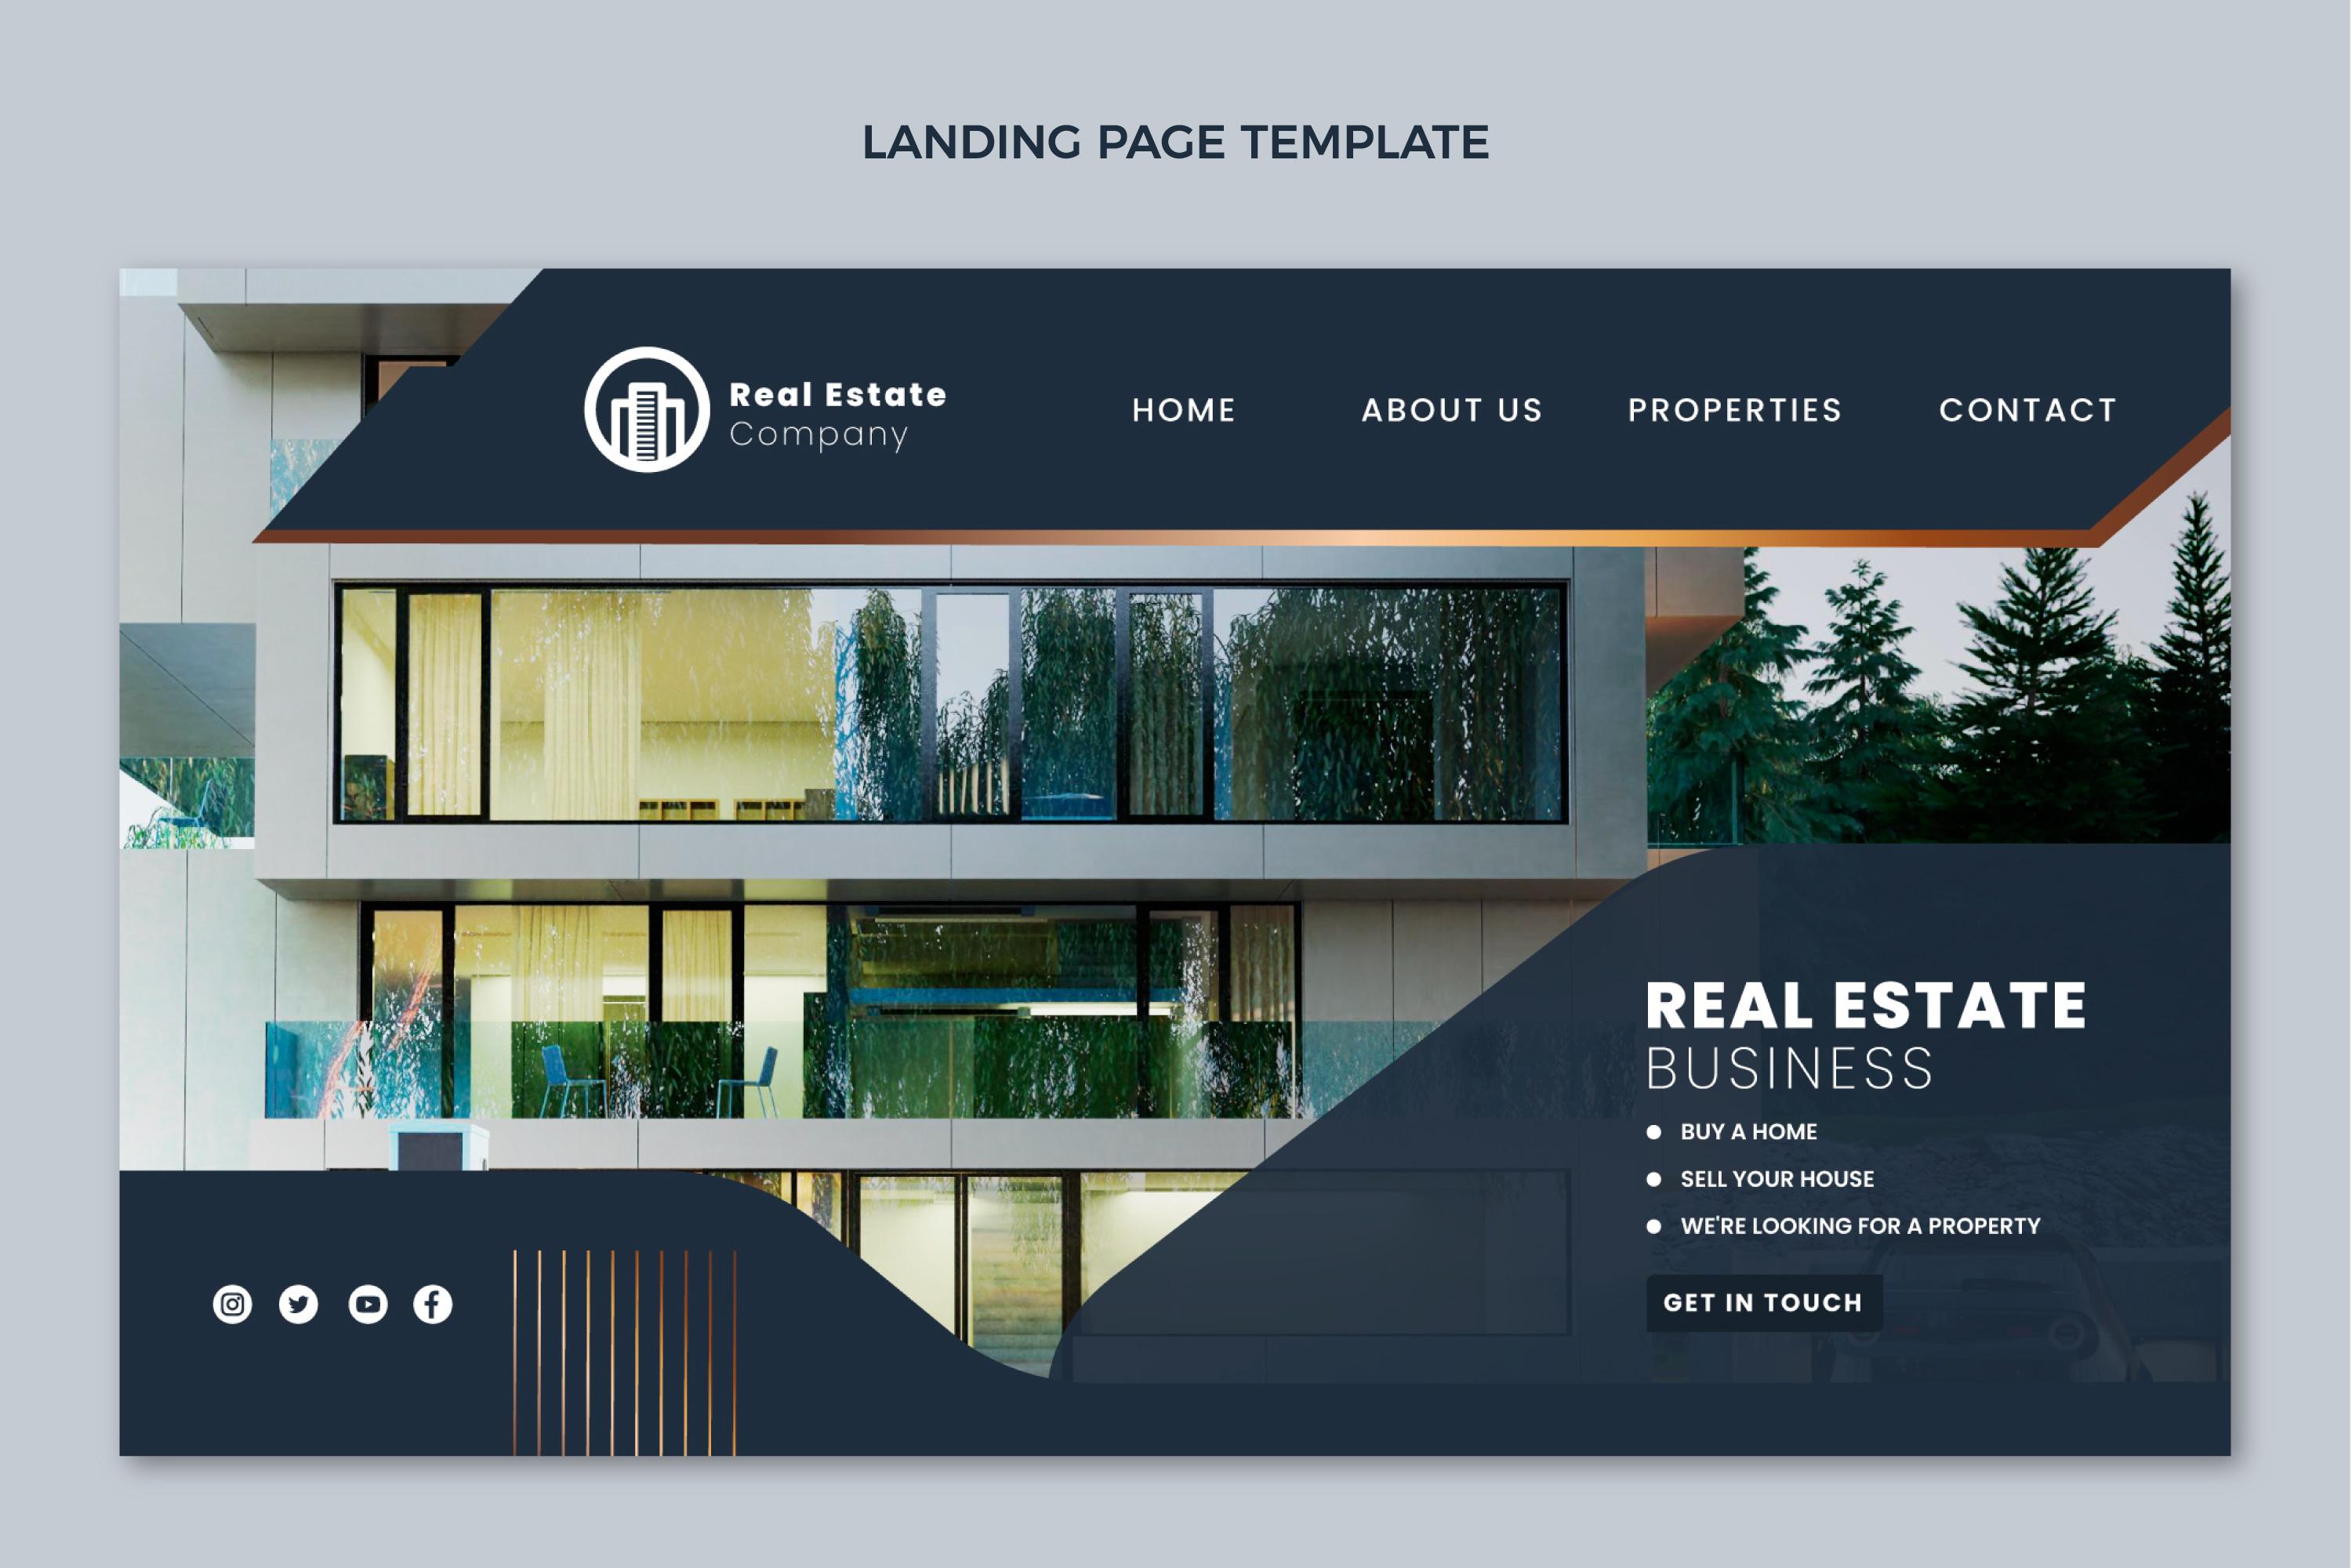 LANDING PAGE TEMPLATE
Real Estate
Company
HOME ABOUT US PROPERTIES CONTACT
REAL ESTATE
BUSINESS
BUY A HOME
SELL YOUR HOUSE
WE'RE LOOKING FOR A PROPERTY
GET IN TOUCH